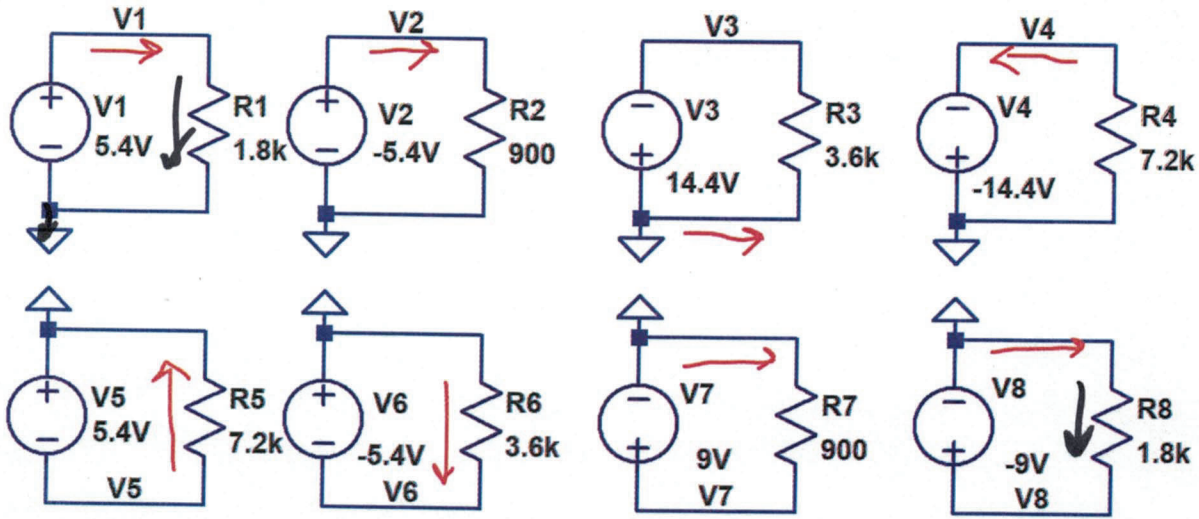 V1
V1
5.4V
R1
1.8k
V2
V2
-5.4V
R2
900
V3
V3
14.4V
R3
3.6k
V4
V4
-14.4V
R4
7.2k
V5
5.4V
R5
7.2k
V5
V6
-5.4V
R6
3.6k
V6
V7
9V
R7
900
V7
V8
-9V
R8
1.8k
V8